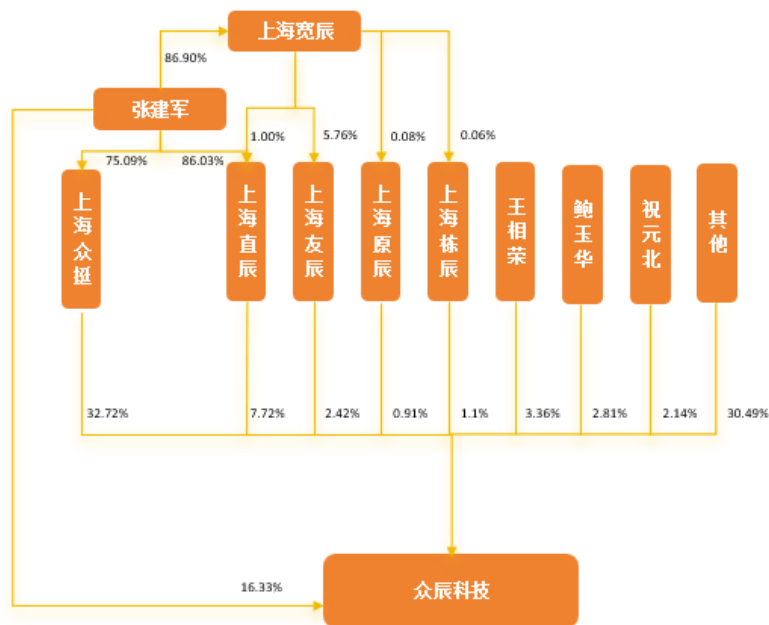 上海宽辰
86.90%
张建军
75.09%
86.03%
1.00%
5.76%
0.08%
0.06%
上海众挺
上海直辰
上海友辰
上海原辰
上海栋辰
王相荣
鲍玉华
祝元北
其他
32.72%
7.72%
2.42%
0.91%
1.1%
3.36%
2.81%
2.14%
30.49%
16.33%
众辰科技